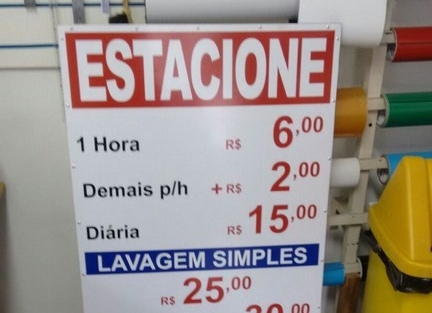 ESTACIONE
1 Hora R$ 6,00
Demais p/h + R$ 2,00
Diária R$ 15,00
LAVAGEM SIMPLES
R$ 25,00